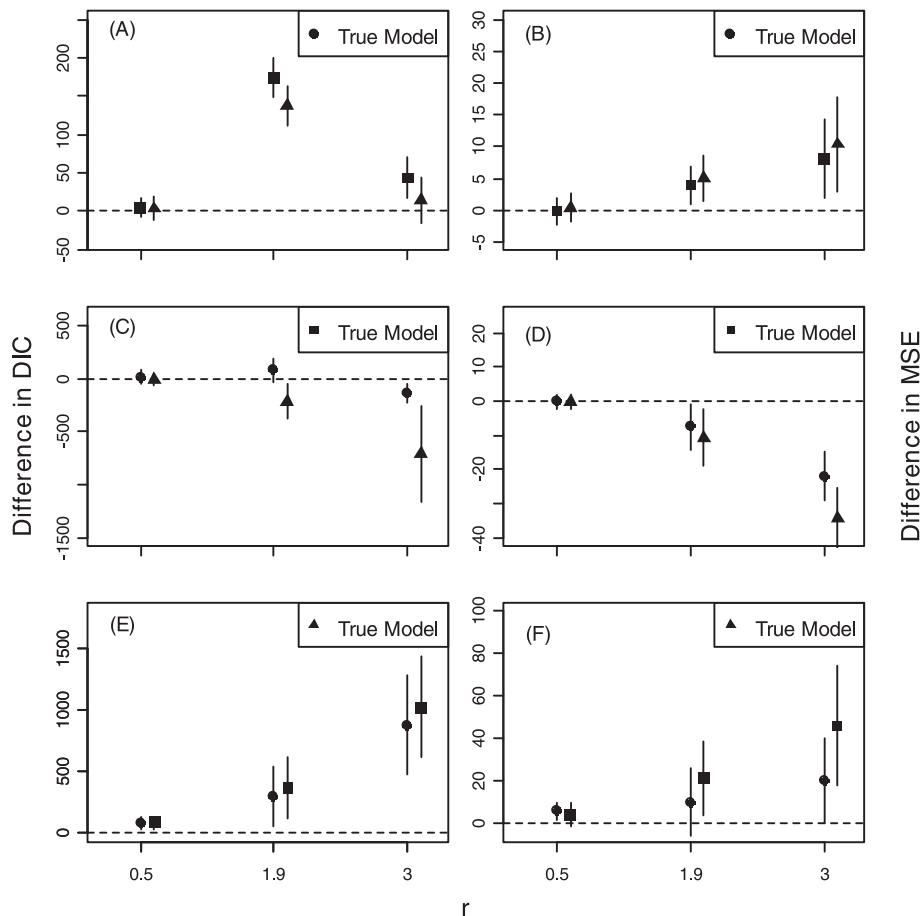 (A)
True Model
-50
0
50
100
200
(B)
True Model
-5
0
5
10
15
20
25
30
Difference in DIC
(C)
True Model
-1500
-500
0
500
(D)
True Model
-40
-20
0
10
20
Difference in MSE
(E)
True Model
0
500
1000
1500
0.5
1.9
3
(F)
True Model
0
20
40
60
80
100
0.5
1.9
3
r